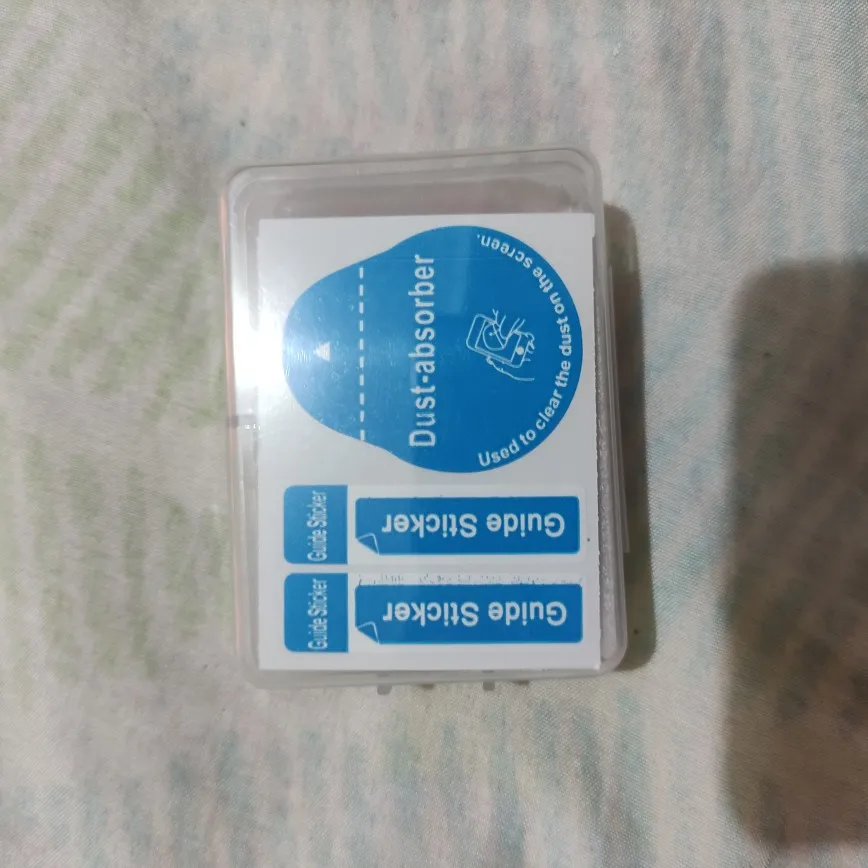 Dust-absorber
Used to clear the dust on the screen.
Guide Sticker
Guide Sticker
Guide Sticker
Guide Sticker